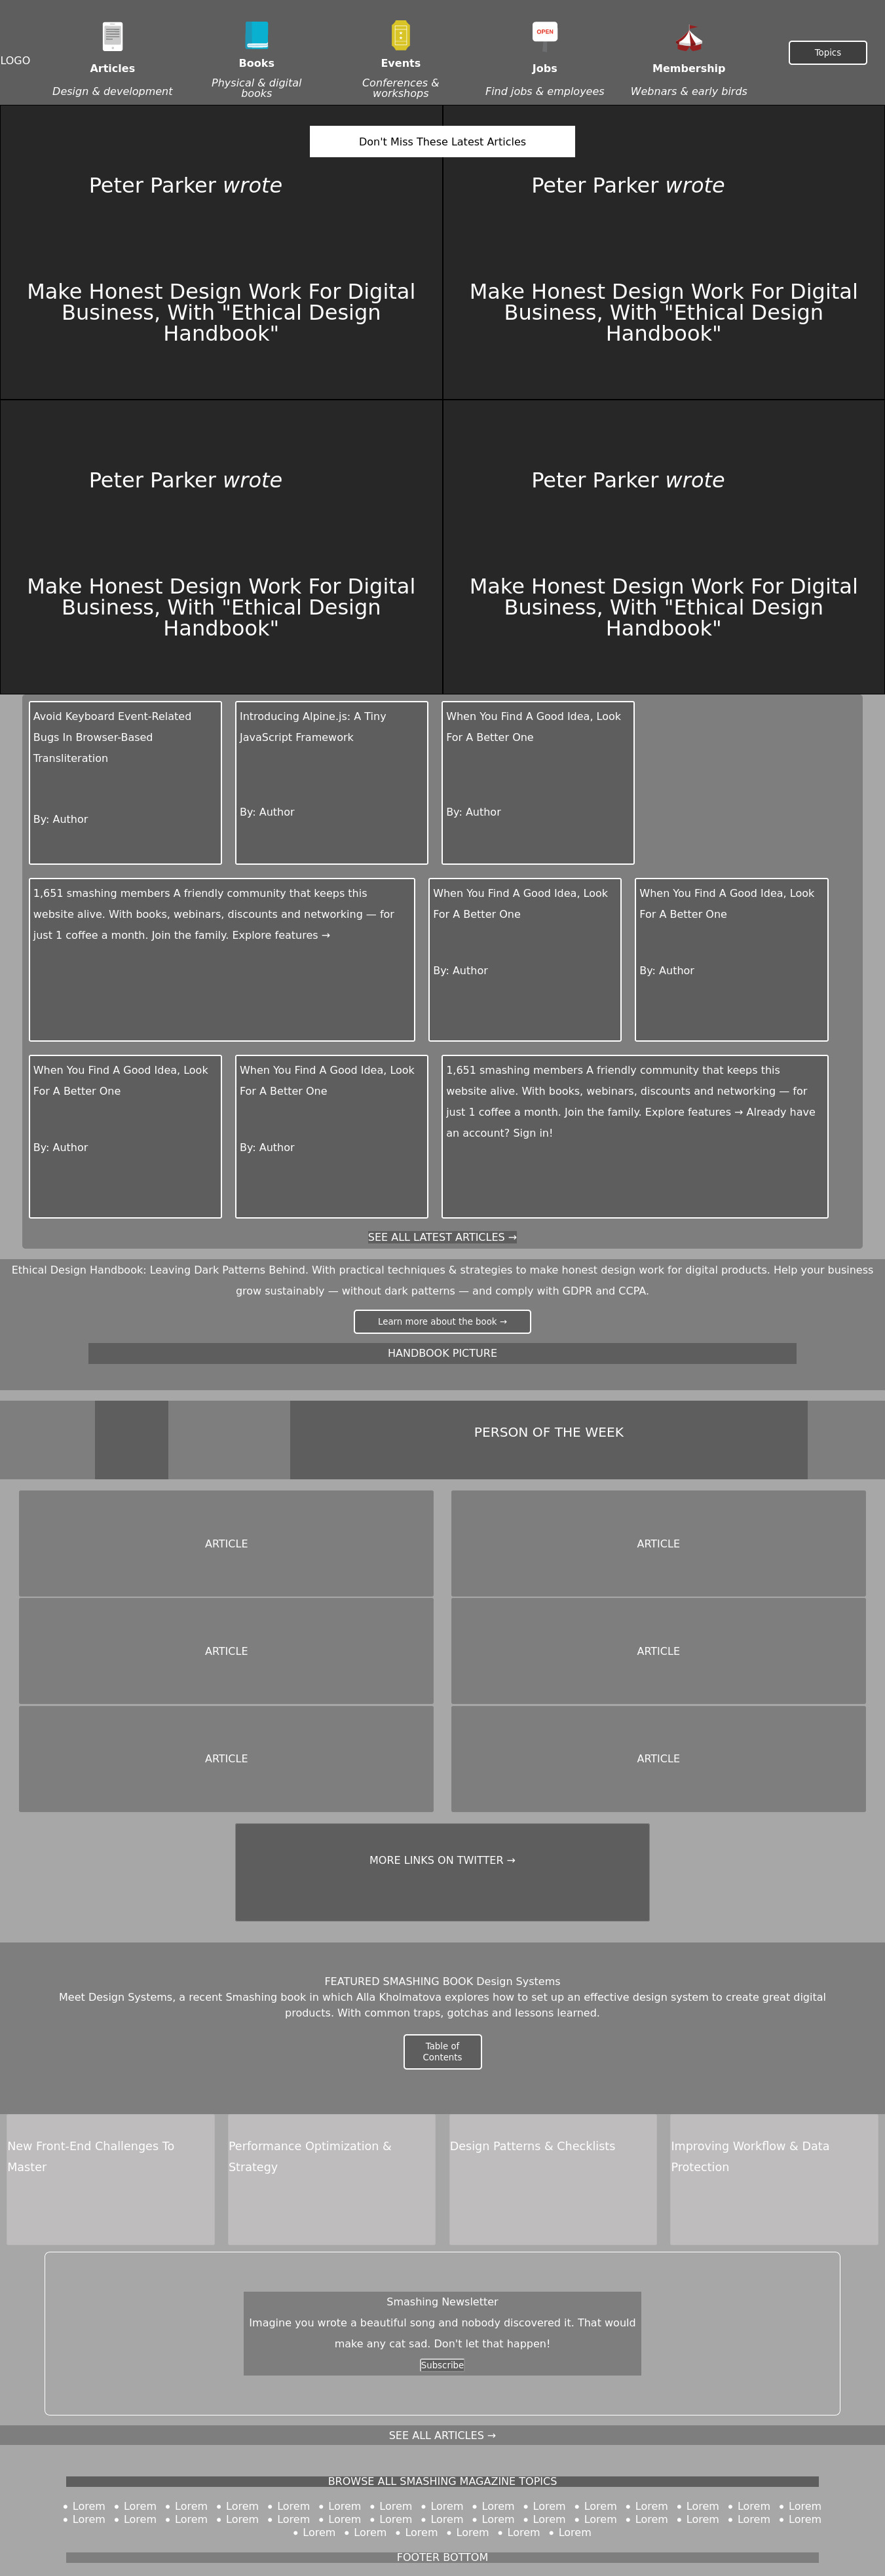 LOGO
Articles
Design & development
Books
Physical & digital
books
Events
Conferences &
workshops
OPEN
Jobs
Find jobs & employees
Membership
Webnars & early birds
Topics
Don't Miss These Latest Articles
Peter Parker wrote
Make Honest Design Work For Digital
Business, With "Ethical Design
Handbook"
Peter Parker wrote
Make Honest Design Work For Digital
Business, With "Ethical Design
Handbook"
Peter Parker wrote
Make Honest Design Work For Digital
Business, With "Ethical Design
Handbook"
Peter Parker wrote
Make Honest Design Work For Digital
Business, With "Ethical Design
Handbook"
Avoid Keyboard Event-Related
Bugs In Browser-Based
Transliteration
By: Author
Introducing Alpine.js: A Tiny
JavaScript Framework
By: Author
When You Find A Good Idea, Look
For A Better One
By: Author
1,651 smashing members A friendly community that keeps this
website alive. With books, webinars, discounts and networking — for
just 1 coffee a month. Join the family. Explore features →
When You Find A Good Idea, Look
For A Better One
By: Author
When You Find A Good Idea, Look
For A Better One
By: Author
When You Find A Good Idea, Look
For A Better One
By: Author
When You Find A Good Idea, Look
For A Better One
By: Author
1,651 smashing members A friendly community that keeps this
website alive. With books, webinars, discounts and networking — for
just 1 coffee a month. Join the family. Explore features → Already have
an account? Sign in!
SEE ALL LATEST ARTICLES →
Ethical Design Handbook: Leaving Dark Patterns Behind. With practical techniques & strategies to make honest design work for digital products. Help your business
grow sustainably — without dark patterns — and comply with GDPR and CCPA.
Learn more about the book →
HANDBOOK PICTURE
PERSON OF THE WEEK
ARTICLE
ARTICLE
ARTICLE
ARTICLE
ARTICLE
ARTICLE
MORE LINKS ON TWITTER →
FEATURED SMASHING BOOK Design Systems
Meet Design Systems, a recent Smashing book in which Alla Kholmatova explores how to set up an effective design system to create great digital
products. With common traps, gotchas and lessons learned.
Table of
Contents
New Front-End Challenges To
Master
Performance Optimization &
Strategy
Design Patterns & Checklists
Improving Workflow & Data
Protection
Smashing Newsletter
Imagine you wrote a beautiful song and nobody discovered it. That would
make any cat sad. Don't let that happen!
Subscribe
SEE ALL ARTICLES →
BROWSE ALL SMASHING MAGAZINE TOPICS
• Lorem • Lorem • Lorem • Lorem • Lorem • Lorem • Lorem • Lorem • Lorem • Lorem • Lorem • Lorem • Lorem • Lorem • Lorem
• Lorem • Lorem • Lorem • Lorem • Lorem • Lorem • Lorem • Lorem • Lorem • Lorem • Lorem • Lorem • Lorem • Lorem • Lorem
• Lorem • Lorem • Lorem • Lorem • Lorem • Lorem
FOOTER BOTTOM